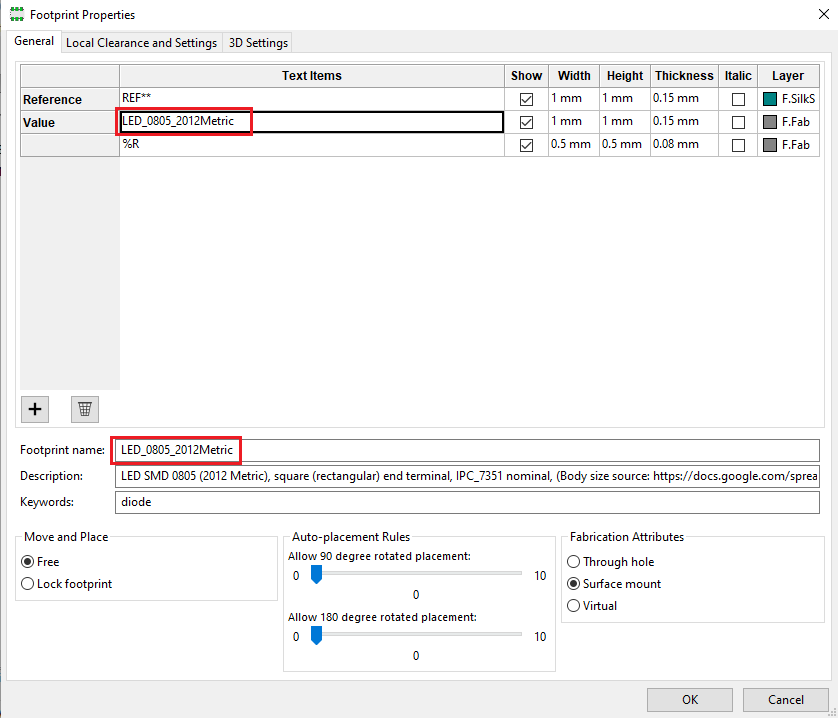 Footprint Properties
General Local Clearance and Settings 3D Settings
Text Items Show Width Height Thickness Italic Layer
Reference REF** 1 mm 1 mm 0.15 mm F.SilkS
Value LED_0805_2012Metric 1 mm 1 mm 0.15 mm F.Fab
%R 0.5 mm 0.5 mm 0.08 mm F.Fab
Footprint name: LED_0805_2012Metric
Description: LED SMD 0805 (2012 Metric), square (rectangular) end terminal, IPC_7351 nominal, (Body size source: https://docs.google.com/sprea
Keywords: diode
Move and Place
Free
Lock footprint
Auto-placement Rules
Allow 90 degree rotated placement:
0 10
0
Allow 180 degree rotated placement:
0 10
0
Fabrication Attributes
Through hole
Surface mount
Virtual
OK Cancel